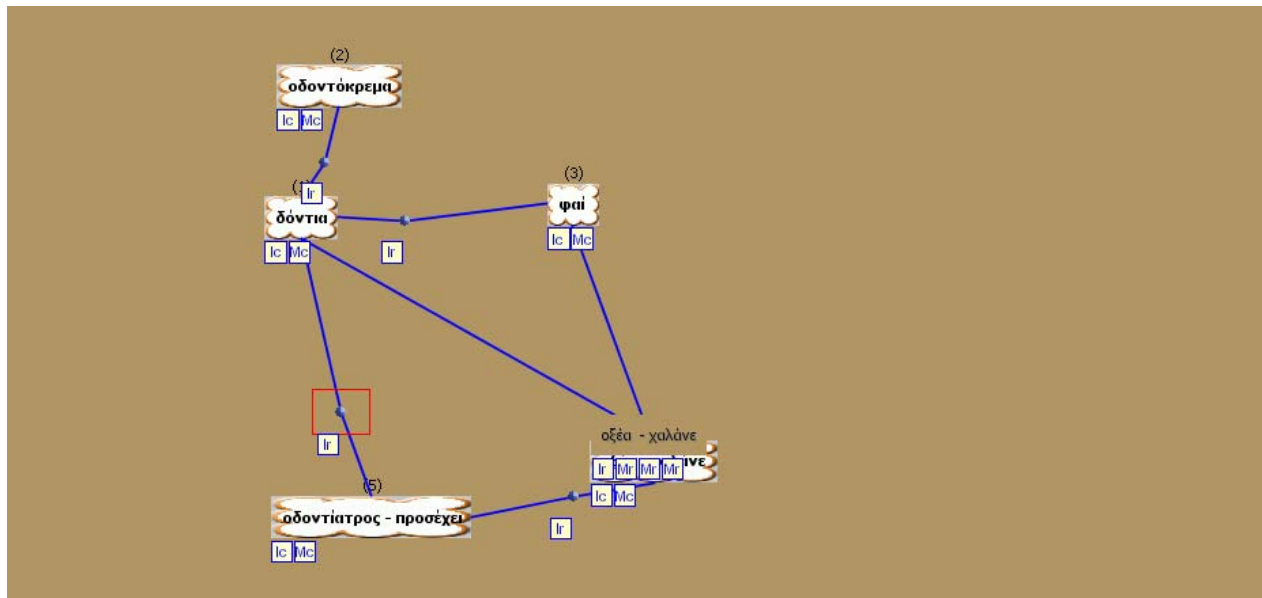 (2)
οδοντόκρεμα
Ic Mc
(1)
Ir
δόντια
Ic Mc
Ir
(3)
φαί
Ic Mc
οξέα - χαλάνε
Ir Mr Mr Mr
Ic Mc
Ir
(5)
οδοντίατρος - προσέχει
Ic Mc
Ir